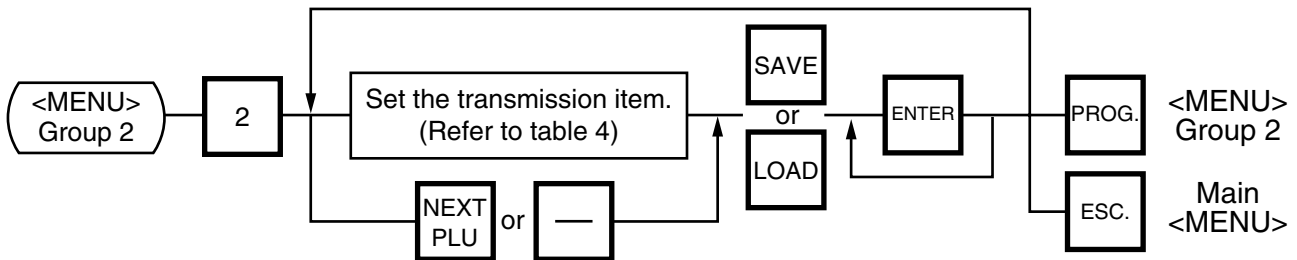 <MENU>
Group 2
2
Set the transmission item.
(Refer to table 4)
NEXT
PLU
or
—
SAVE
or
LOAD
ENTER
PROG.
<MENU>
Group 2
ESC.
Main
<MENU>